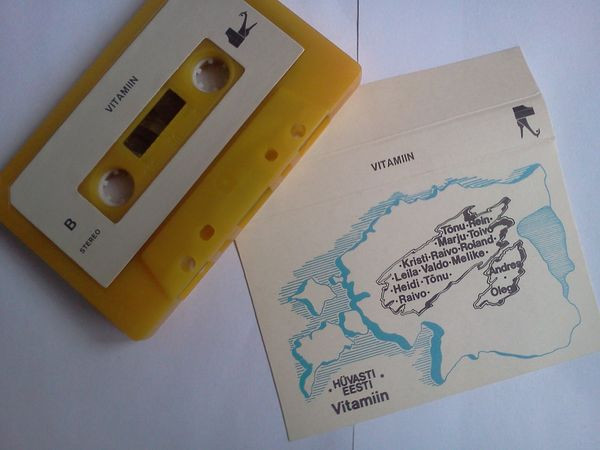 VITAMIIN
B
STEREO
VITAMIIN
Tõnu·Rein·
Marju·Toivo
Kristi·Raivo·Roland
·Leila·Valdo·Melike·
·Heidi·Tõnu·
Raivo·
Andres
Oleg
HÜVASTI
EESTI
Vitamiin